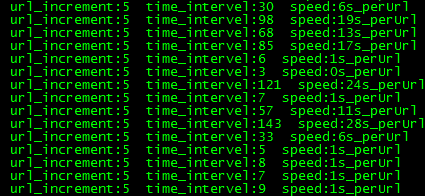 url_increment:5 time_intervel:30 speed:6s_perUrl
url_increment:5 time_intervel:98 speed:19s_perUrl
url_increment:5 time_intervel:68 speed:13s_perUrl
url_increment:5 time_intervel:85 speed:17s_perUrl
url_increment:5 time_intervel:6 speed:1s_perUrl
url_increment:5 time_intervel:3 speed:0s_perUrl
url_increment:5 time_intervel:121 speed:24s_perUrl
url_increment:5 time_intervel:7 speed:1s_perUrl
url_increment:5 time_intervel:57 speed:11s_perUrl
url_increment:5 time_intervel:143 speed:28s_perUrl
url_increment:5 time_intervel:33 speed:6s_perUrl
url_increment:5 time_intervel:5 speed:1s_perUrl
url_increment:5 time_intervel:8 speed:1s_perUrl
url_increment:5 time_intervel:7 speed:1s_perUrl
url_increment:5 time_intervel:9 speed:1s_perUrl